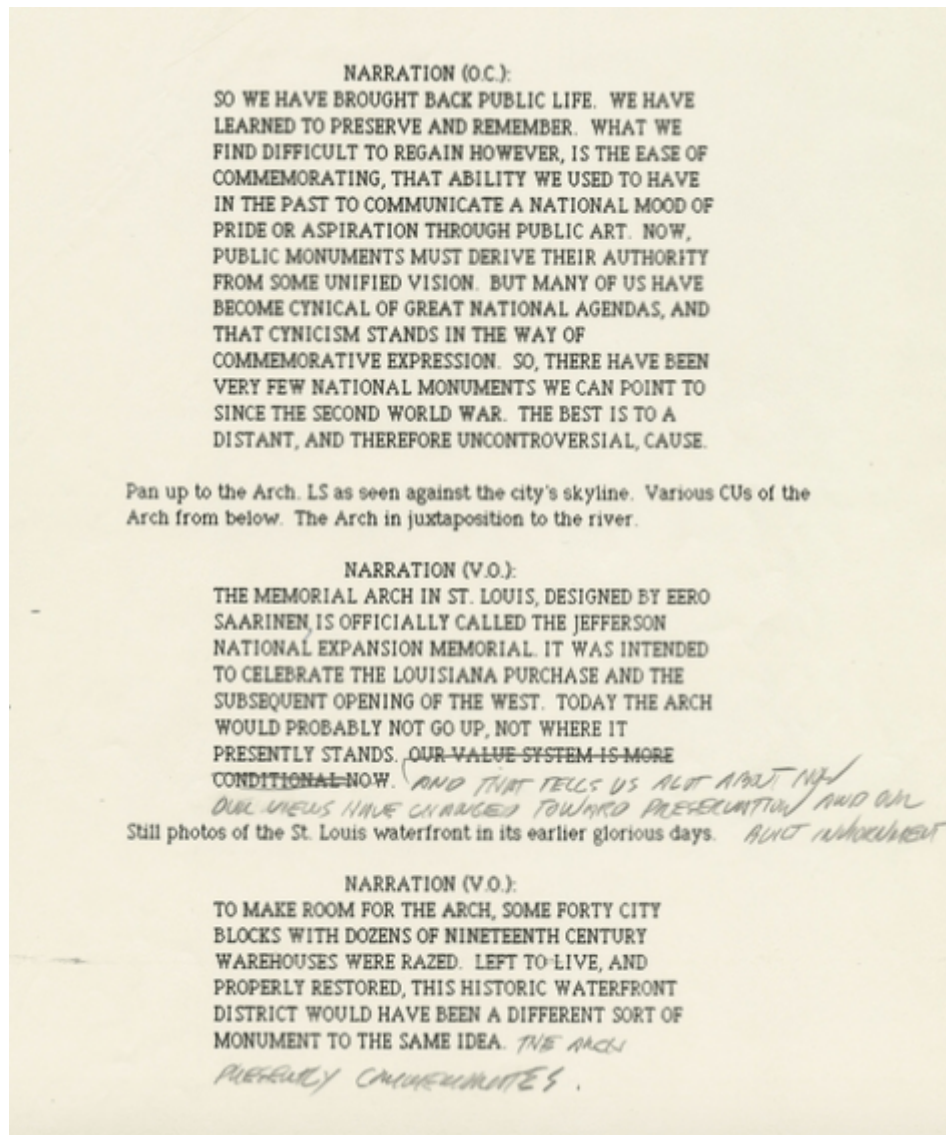 NARRATION (O.C.):
SO WE HAVE BROUGHT BACK PUBLIC LIFE. WE HAVE
LEARNED TO PRESERVE AND REMEMBER. WHAT WE
FIND DIFFICULT TO REGAIN HOWEVER, IS THE EASE OF
COMMEMORATING, THAT ABILITY WE USED TO HAVE
IN THE PAST TO COMMUNICATE A NATIONAL MOOD OF
PRIDE OR ASPIRATION THROUGH PUBLIC ART. NOW,
PUBLIC MONUMENTS MUST DERIVE THEIR AUTHORITY
FROM SOME UNIFIED VISION. BUT MANY OF US HAVE
BECOME CYNICAL OF GREAT NATIONAL AGENDAS, AND
THAT CYNICISM STANDS IN THE WAY OF
COMMEMORATIVE EXPRESSION. SO, THERE HAVE BEEN
VERY FEW NATIONAL MONUMENTS WE CAN POINT TO
SINCE THE SECOND WORLD WAR. THE BEST IS TO A
DISTANT, AND THEREFORE UNCONTROVERSIAL, CAUSE.
Pan up to the Arch. LS as seen against the city's skyline. Various CUs of the
Arch from below. The Arch in juxtaposition to the river.
NARRATION (V.O.):
THE MEMORIAL ARCH IN ST. LOUIS, DESIGNED BY EERO
SAARINEN, IS OFFICIALLY CALLED THE JEFFERSON
NATIONAL EXPANSION MEMORIAL. IT WAS INTENDED
TO CELEBRATE THE LOUISIANA PURCHASE AND THE
SUBSEQUENT OPENING OF THE WEST. TODAY THE ARCH
WOULD PROBABLY NOT GO UP, NOT WHERE IT
PRESENTLY STANDS. OUR VALUE SYSTEM IS MORE
CONDITIONAL NOW. AND THAT TELLS US ALOT ABOUT HOW
OUR VIEWS HAVE CHANGED TOWARD PRESERVATION AND OUR
Still photos of the St. Louis waterfront in its earlier glorious days. BUILT
NARRATION (V.O.):
TO MAKE ROOM FOR THE ARCH, SOME FORTY CITY
BLOCKS WITH DOZENS OF NINETEENTH CENTURY
WAREHOUSES WERE RAZED. LEFT TO LIVE, AND
PROPERLY RESTORED, THIS HISTORIC WATERFRONT
DISTRICT WOULD HAVE BEEN A DIFFERENT SORT OF
MONUMENT TO THE SAME IDEA. THE ARCH
PRESENTLY COMMEMORATES.